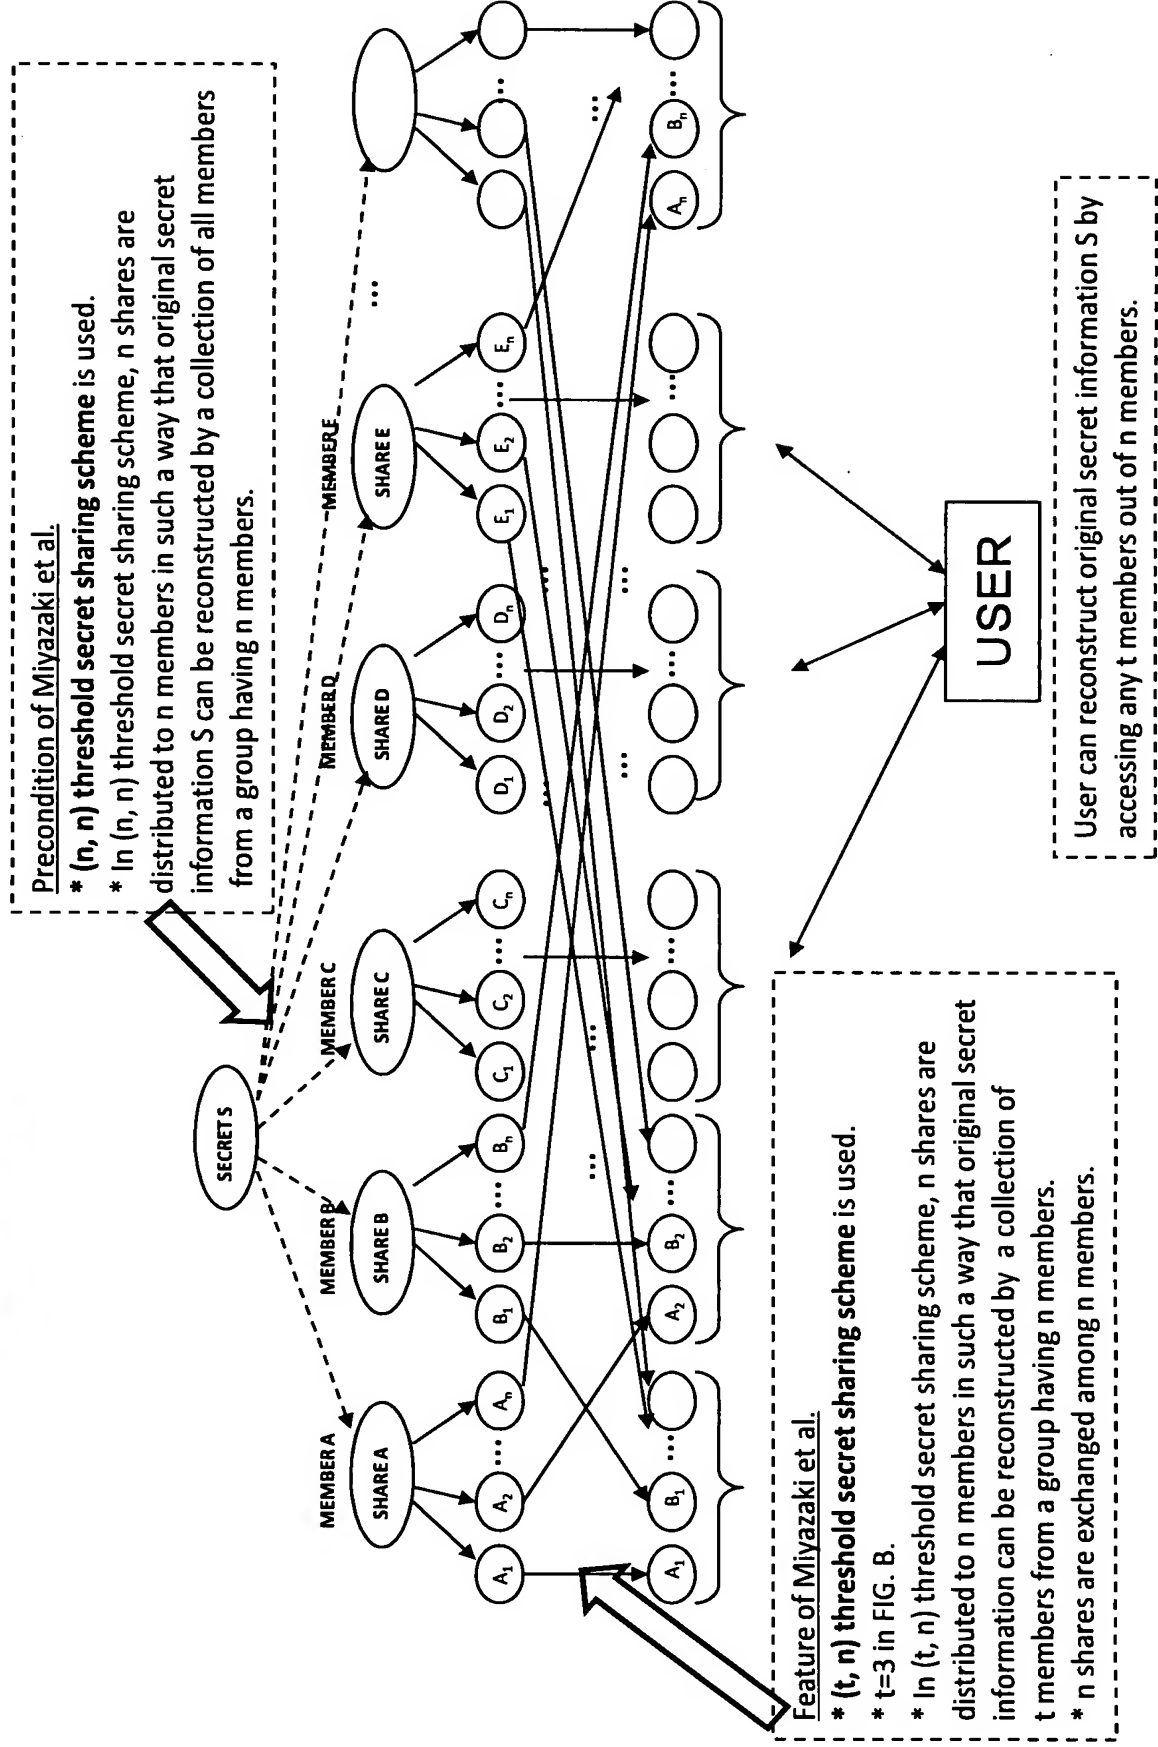 Precondition of Miyazaki et al.
* (n, n) threshold secret sharing scheme is used.
* In (n, n) threshold secret sharing scheme, n shares are
distributed to n members in such a way that original secret
information S can be reconstructed by a collection of all members
from a group having n members.
SECRET S
MEMBER A
MEMBER B
MEMBER C
MEMBER D
MEMBER E
SHARE A
SHARE B
SHARE C
SHARE D
SHARE E
...
A1 A2 ... An
B1 B2 ... Bn
C1 C2 ... Cn
D1 D2 ... Dn
E1 E2 ... En
...
... ... ... ... ... ... ...
A1 B1 ...
A2 B2 ...
...
...
...
An Bn ...
USER
Feature of Miyazaki et al.
* (t, n) threshold secret sharing scheme is used.
* t=3 in FIG. B.
* In (t, n) threshold secret sharing scheme, n shares are
distributed to n members in such a way that original secret
information can be reconstructed by a collection of
t members from a group having n members.
* n shares are exchanged among n members.
User can reconstruct original secret information S by
accessing any t members out of n members.